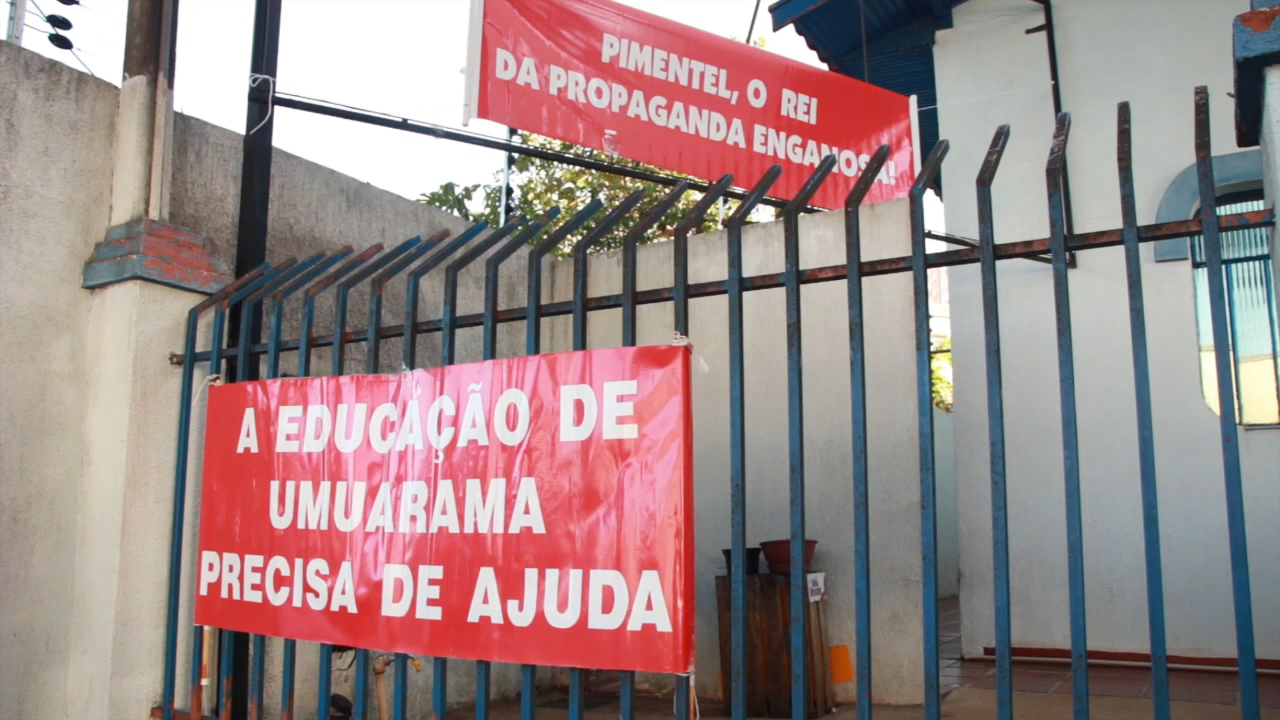 PIMENTEL, O REI
DA PROPAGANDA ENGANOSA!
A EDUCAÇÃO DE
UMUARAMA
PRECISA DE AJUDA